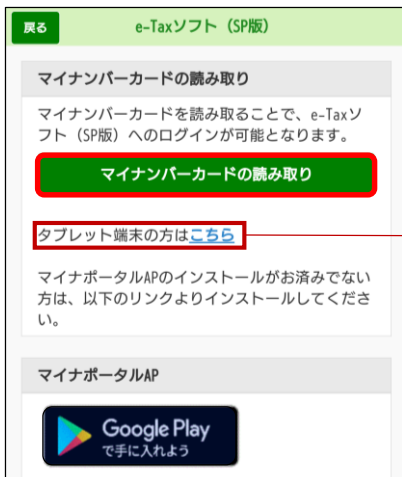 戻る
e-Taxソフト（SP版）
マイナンバーカードの読み取り
マイナンバーカードを読み取ることで、e-Taxソ
フト（SP版）へのログインが可能となります。
マイナンバーカードの読み取り
タブレット端末の方はこちら
マイナポータルAPのインストールがお済みでない
方は、以下のリンクよりインストールしてくださ
い。
マイナポータルAP
Google Play
で手に入れよう